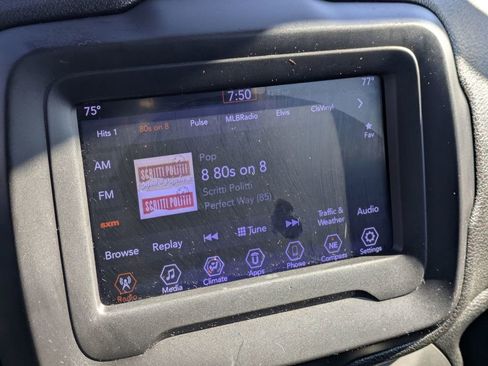 75°
7:50
77°
Hits 1 80s on 8 Pulse MLBRadio Elvis ClsVinyl
AM
FM
sxm
Fav
SCRITTI POLITTI
SCRITTI POLITTI
Pop
8 80s on 8
Scritti Politti
Perfect Way (85)
Browse Replay Tune Traffic & Weather Audio
Radio Media Climate Apps Phone NE Compass Settings